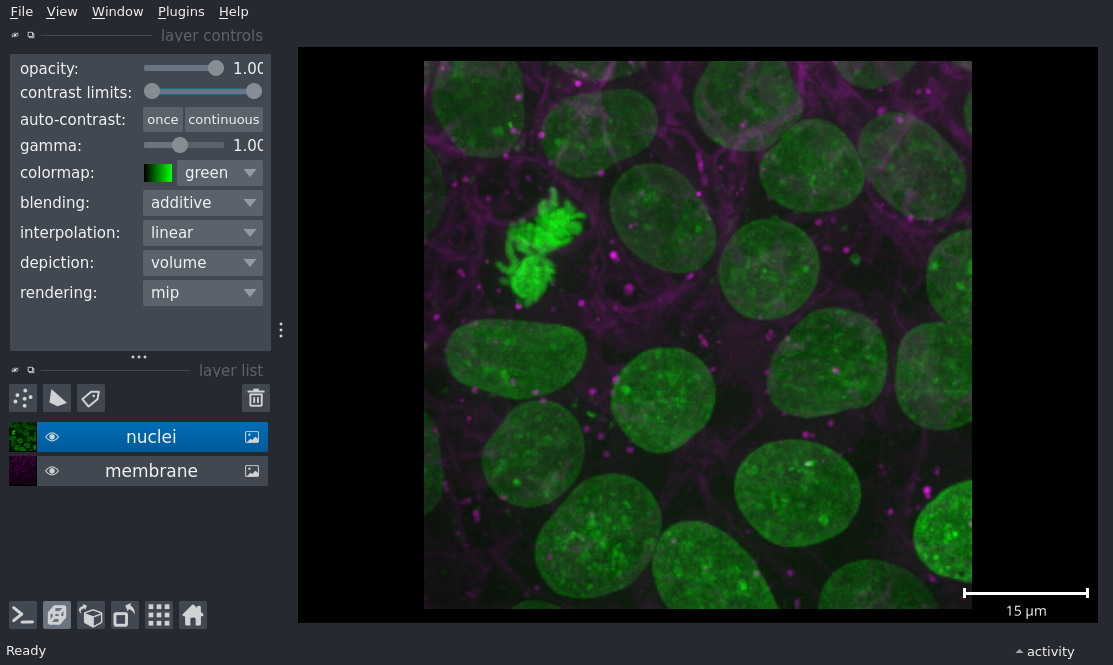 File View Window Plugins Help
layer controls
opacity: 1.00
contrast limits:
auto-contrast: once continuous
gamma: 1.00
colormap: green
blending: additive
interpolation: linear
depiction: volume
rendering: mip
layer list
nuclei
membrane
15 µm
Ready
activity